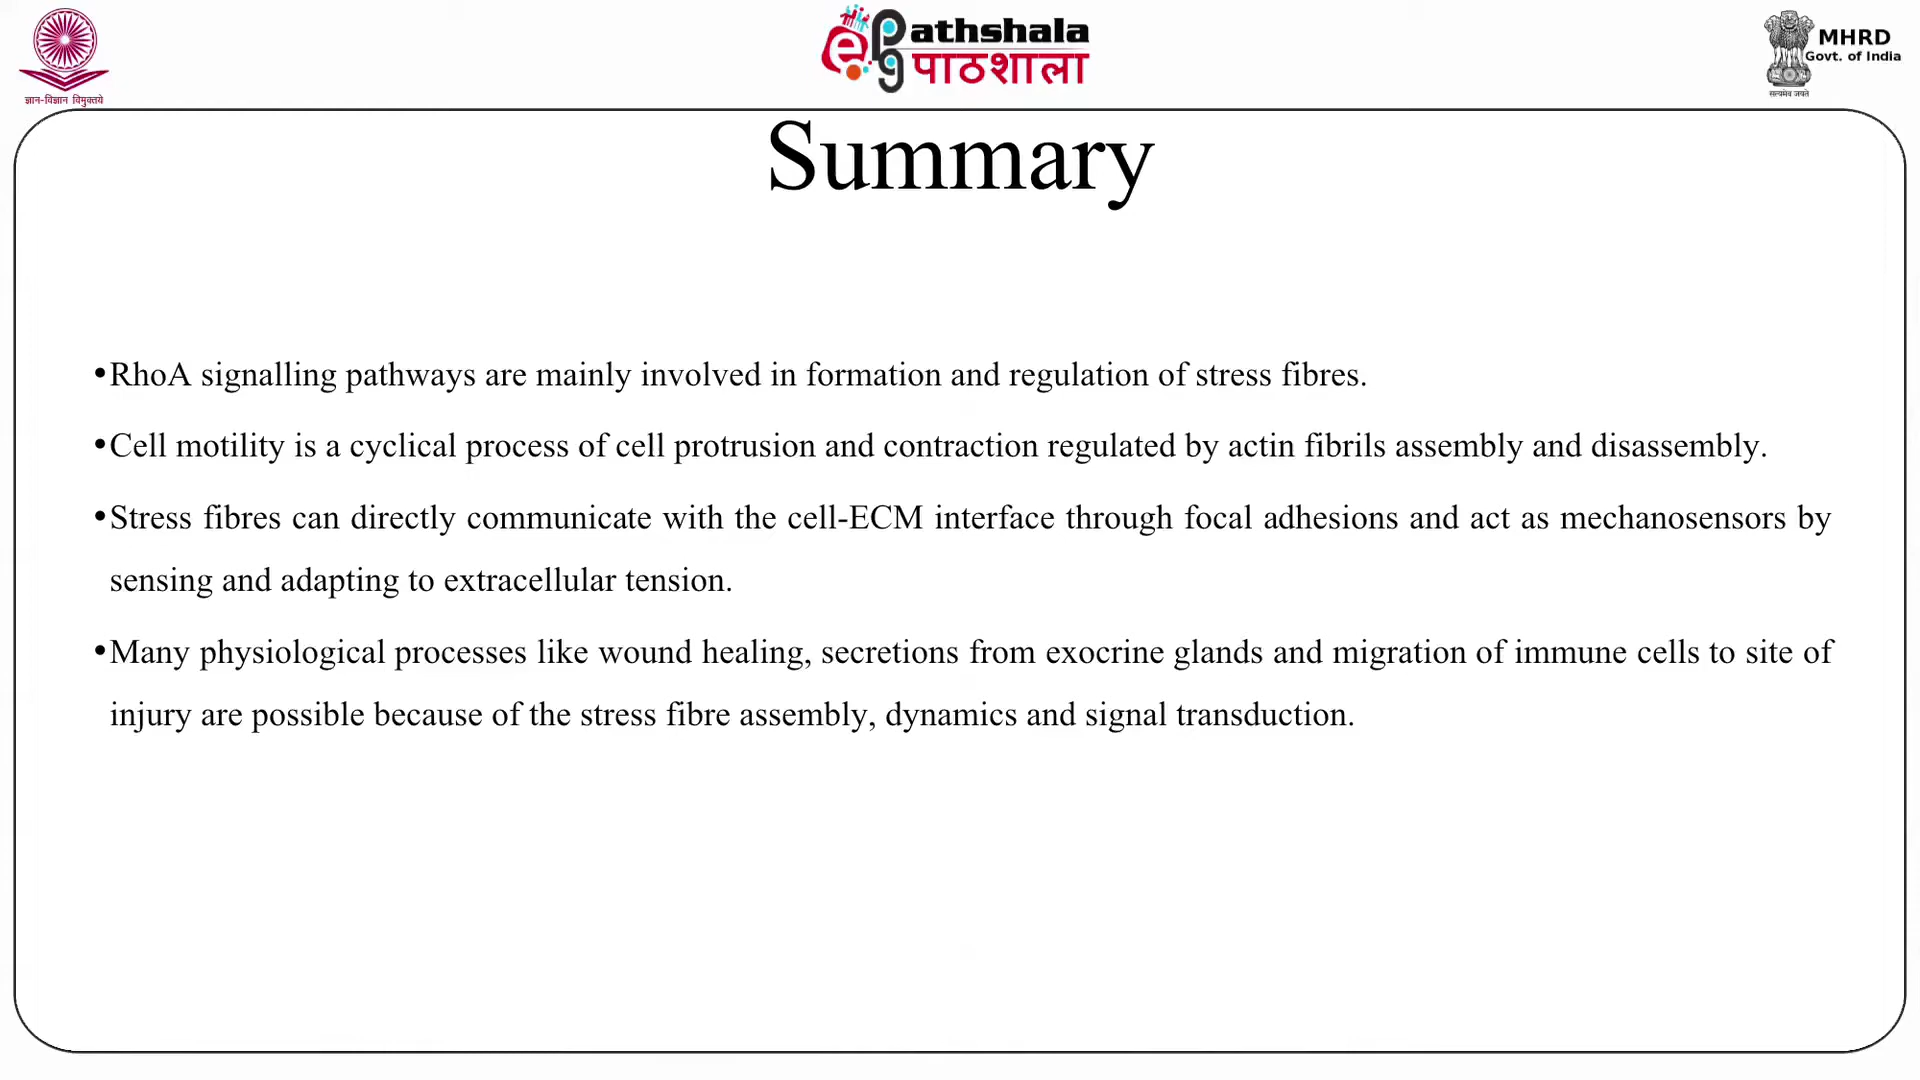 ज्ञान-विज्ञान विमुक्तये
e
pg
athshala
पाठशाला
MHRD
Govt. of India
सत्यमेव जयते
Summary
•RhoA signalling pathways are mainly involved in formation and regulation of stress fibres.
•Cell motility is a cyclical process of cell protrusion and contraction regulated by actin fibrils assembly and disassembly.
•Stress fibres can directly communicate with the cell-ECM interface through focal adhesions and act as mechanosensors by
sensing and adapting to extracellular tension.
•Many physiological processes like wound healing, secretions from exocrine glands and migration of immune cells to site of
injury are possible because of the stress fibre assembly, dynamics and signal transduction.